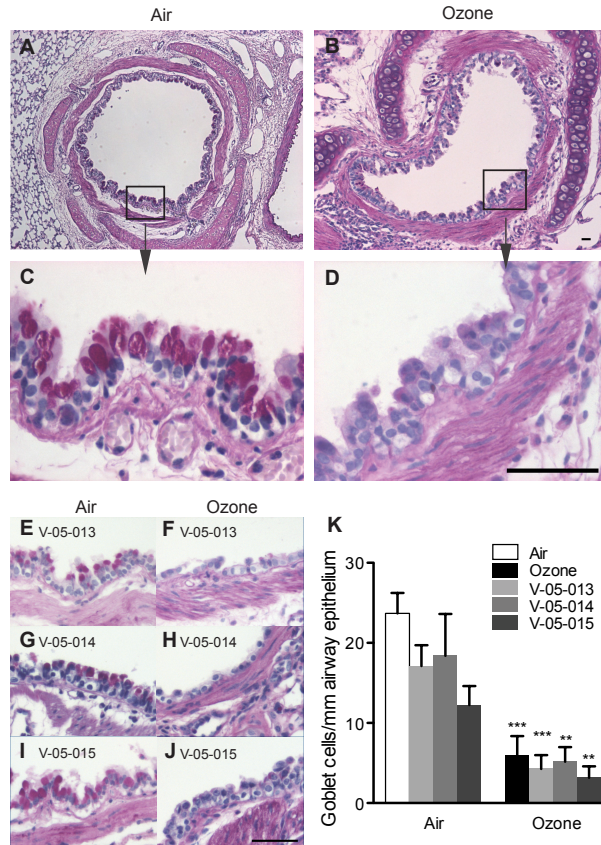 Air
Ozone
A
B
C
D
Air
Ozone
E V-05-013
F V-05-013
G V-05-014
H V-05-014
I V-05-015
J V-05-015
K
Air
Ozone
V-05-013
V-05-014
V-05-015
Goblet cells/mm airway epithelium
30
20
10
0
***
***
**
**
Air
Ozone